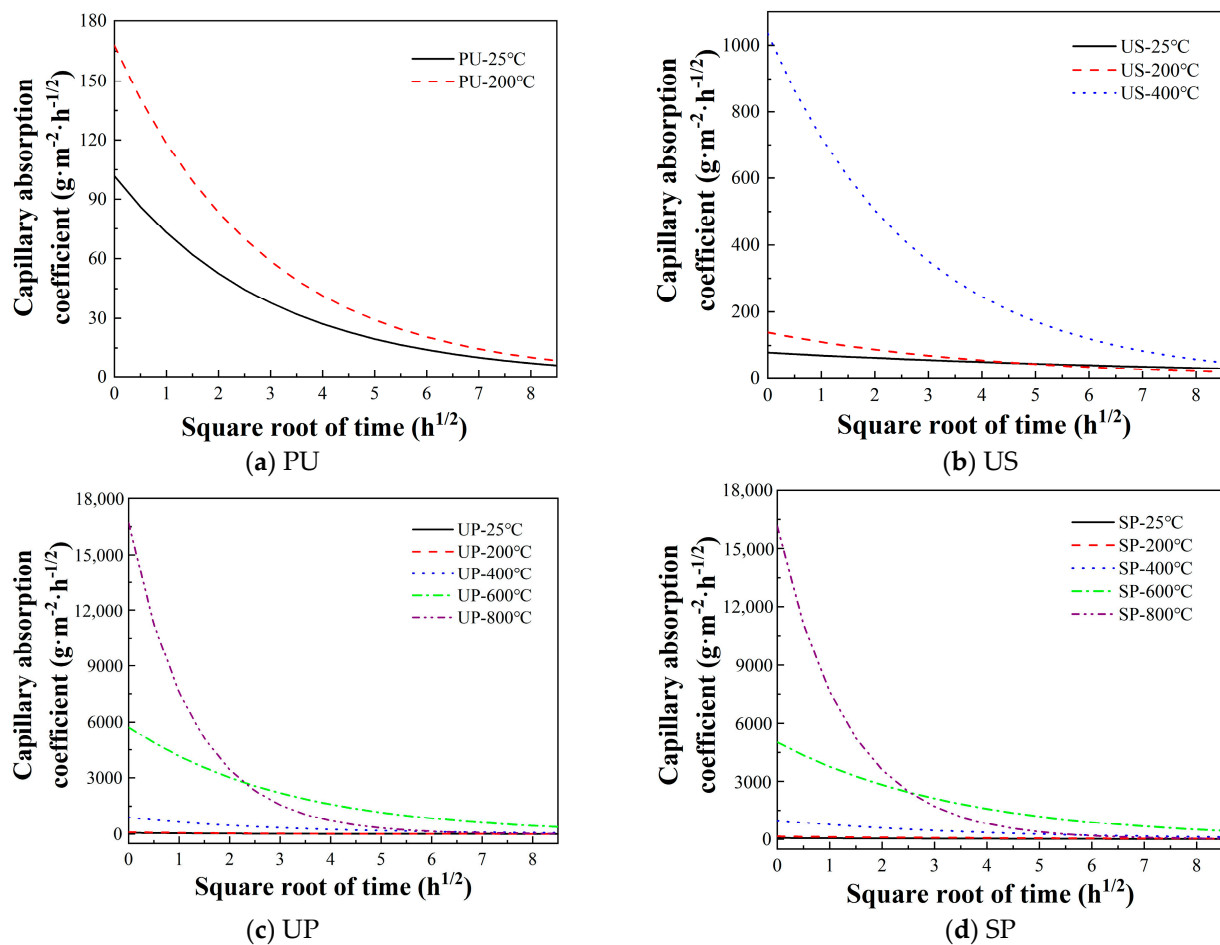 180
150
120
90
60
30
0
Capillary absorption
coefficient (g·m⁻²·h⁻¹/²)
PU-25℃
PU-200℃
0 1 2 3 4 5 6 7 8
Square root of time (h¹/²)
(a) PU
1000
800
600
400
200
0
Capillary absorption
coefficient (g·m⁻²·h⁻¹/²)
US-25℃
US-200℃
US-400℃
0 1 2 3 4 5 6 7 8
Square root of time (h¹/²)
(b) US
18,000
15,000
12,000
9000
6000
3000
0
Capillary absorption
coefficient (g·m⁻²·h⁻¹/²)
UP-25℃
UP-200℃
UP-400℃
UP-600℃
UP-800℃
0 1 2 3 4 5 6 7 8
Square root of time (h¹/²)
(c) UP
18,000
15,000
12,000
9000
6000
3000
0
Capillary absorption
coefficient (g·m⁻²·h⁻¹/²)
SP-25℃
SP-200℃
SP-400℃
SP-600℃
SP-800℃
0 1 2 3 4 5 6 7 8
Square root of time (h¹/²)
(d) SP